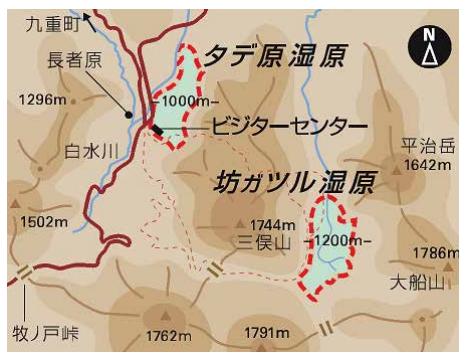 九重町
長者原
タデ原湿原
N
1296m
-1000m-
ビジターセンター
白水川
坊ガツル湿原
平治岳
1642m
1502m
1744m
三俣山
-1200m-
1786m
大船山
牧ノ戸峠
1762m
1791m